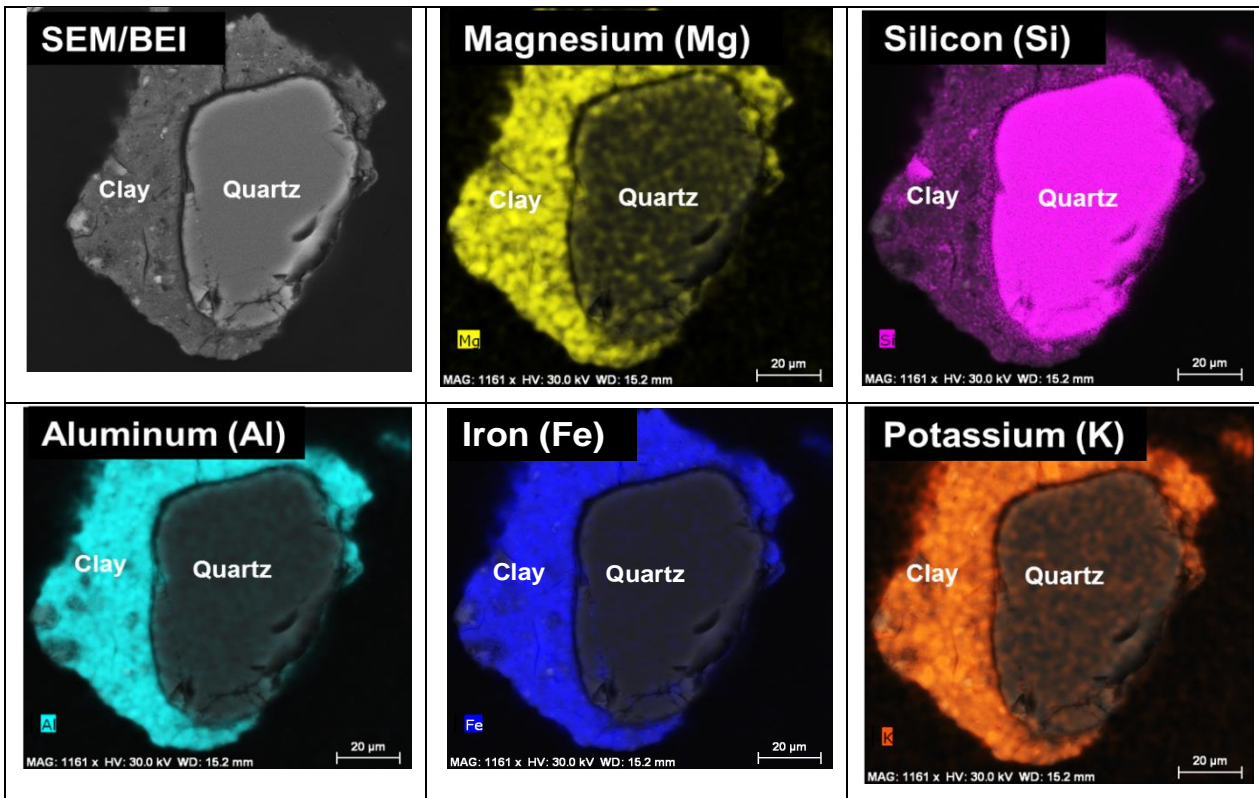 SEM/BEI
Clay
Quartz
Magnesium (Mg)
Clay
Quartz
Mg
20 µm
MAG: 1161 x HV: 30.0 kV WD: 15.2 mm
Silicon (Si)
Clay
Quartz
Si
20 µm
MAG: 1161 x HV: 30.0 kV WD: 15.2 mm
Aluminum (Al)
Clay
Quartz
Al
20 µm
MAG: 1161 x HV: 30.0 kV WD: 15.2 mm
Iron (Fe)
Clay
Quartz
Fe
20 µm
MAG: 1161 x HV: 30.0 kV WD: 15.2 mm
Potassium (K)
Clay
Quartz
K
20 µm
MAG: 1161 x HV: 30.0 kV WD: 15.2 mm